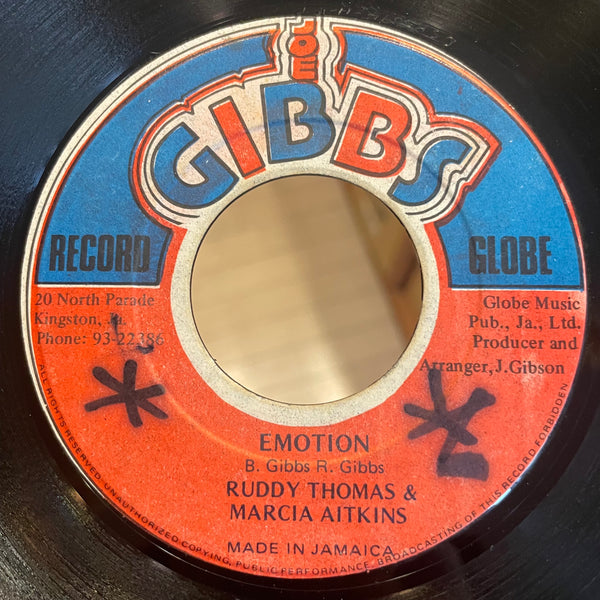 JOE
GIBBS
RECORD GLOBE
20 North Parade
Kingston, Ja.
Phone: 93-22386
Globe Music
Pub., Ja., Ltd.
Producer and
Arranger,J.Gibson
EMOTION
B. Gibbs R. Gibbs
RUDDY THOMAS &
MARCIA AITKINS
MADE IN JAMAICA
ALL RIGHTS RESERVED. UNAUTHORIZED COPYING, PUBLIC PERFORMANCE, BROADCASTING OF THIS RECORD FORBIDDEN.